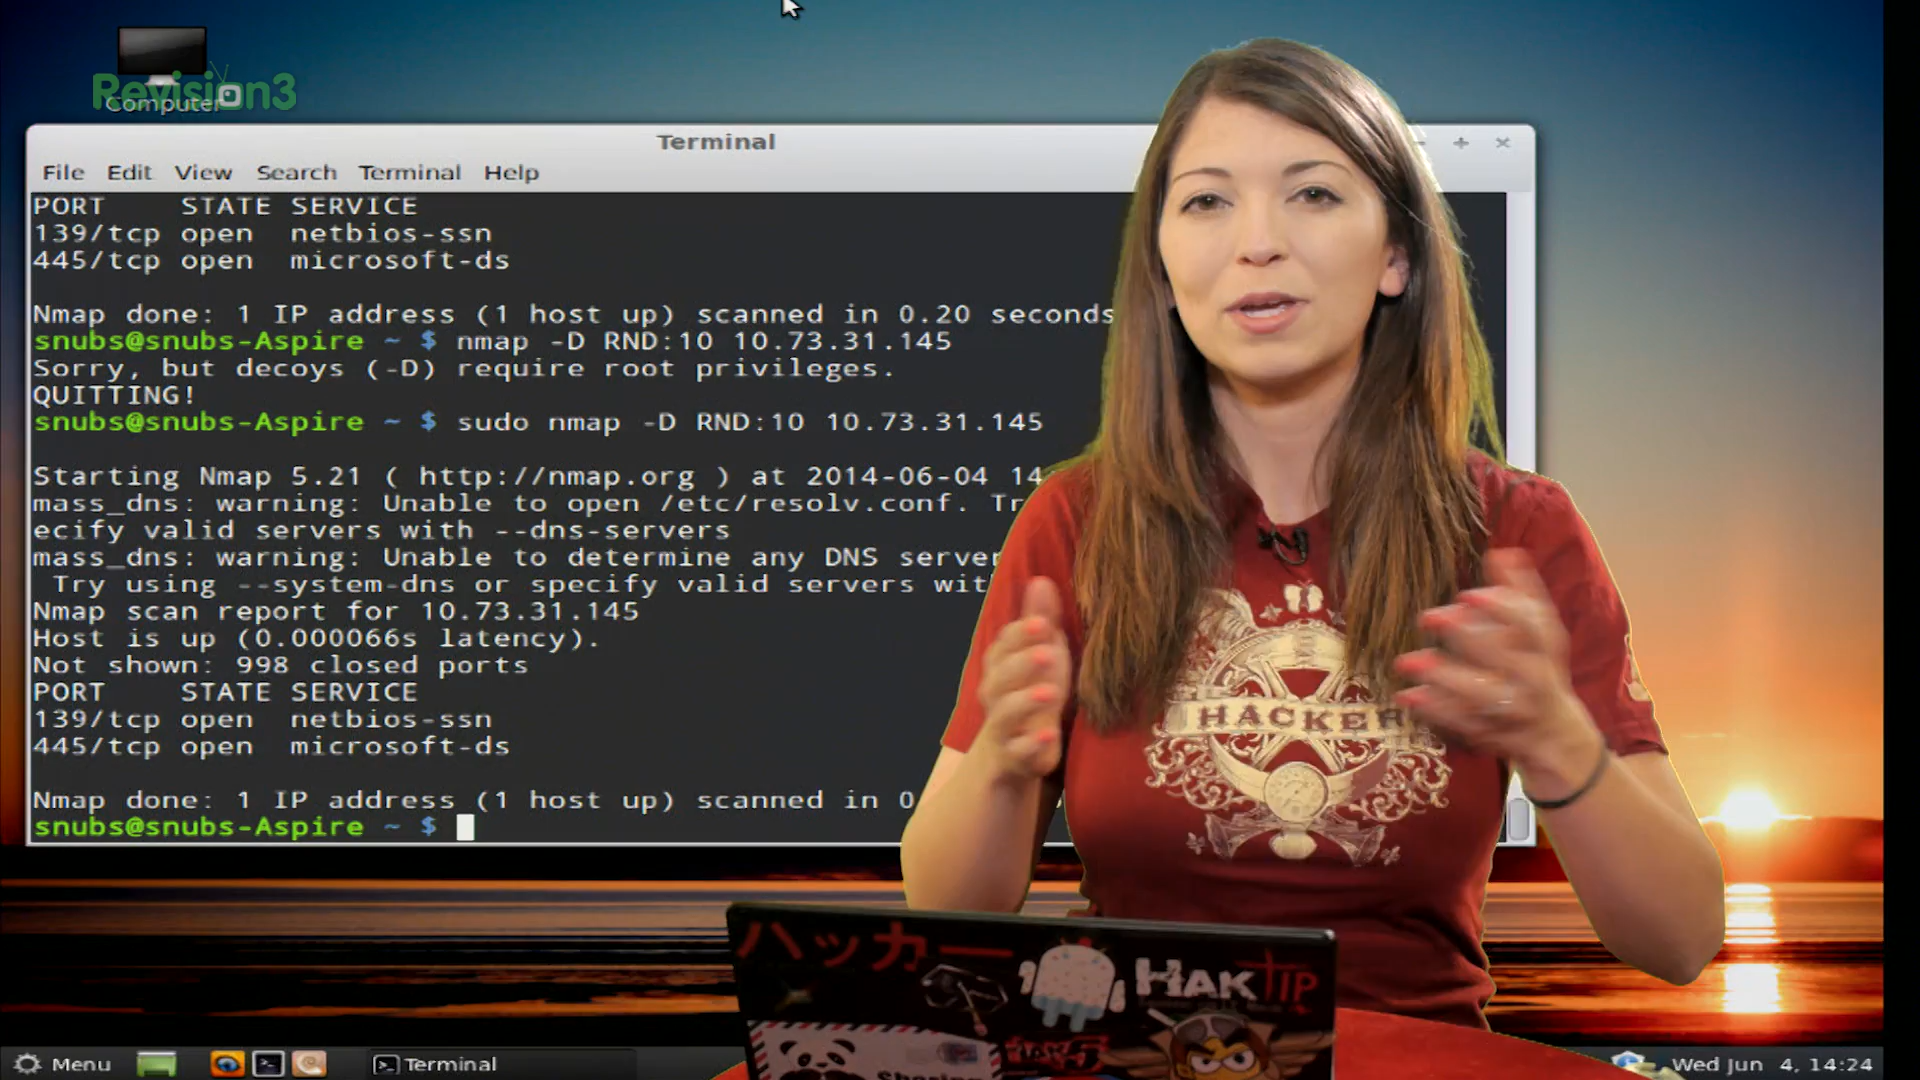 Computer
Revision3
Terminal
File Edit View Search Terminal Help
PORT STATE SERVICE
139/tcp open netbios-ssn
445/tcp open microsoft-ds
Nmap done: 1 IP address (1 host up) scanned in 0.20 seconds
snubs@snubs-Aspire ~ $ nmap -D RND:10 10.73.31.145
Sorry, but decoys (-D) require root privileges.
QUITTING!
snubs@snubs-Aspire ~ $ sudo nmap -D RND:10 10.73.31.145
Starting Nmap 5.21 ( http://nmap.org ) at 2014-06-04 14
mass_dns: warning: Unable to open /etc/resolv.conf. Tr
ecify valid servers with --dns-servers
mass_dns: warning: Unable to determine any DNS server
Try using --system-dns or specify valid servers wit
Nmap scan report for 10.73.31.145
Host is up (0.000066s latency).
Not shown: 998 closed ports
PORT STATE SERVICE
139/tcp open netbios-ssn
445/tcp open microsoft-ds
Nmap done: 1 IP address (1 host up) scanned in 0
snubs@snubs-Aspire ~ $
HACKER
ハッカー
HAKTIP
Menu Terminal Wed Jun 4, 14:24